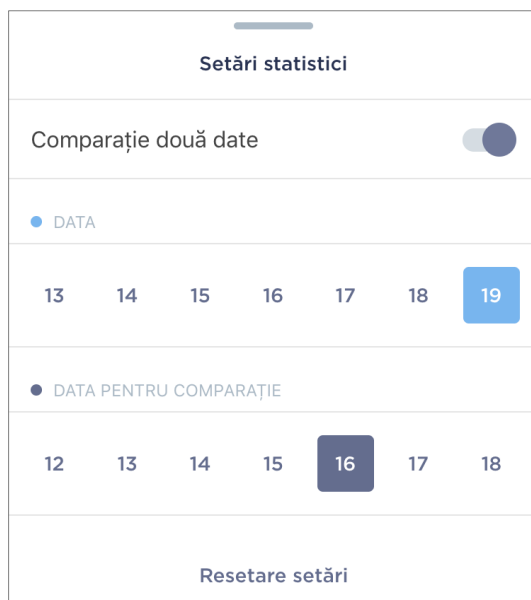 Setări statistici
Comparație două date
DATA
13 14 15 16 17 18 19
DATA PENTRU COMPARAȚIE
12 13 14 15 16 17 18
Resetare setări